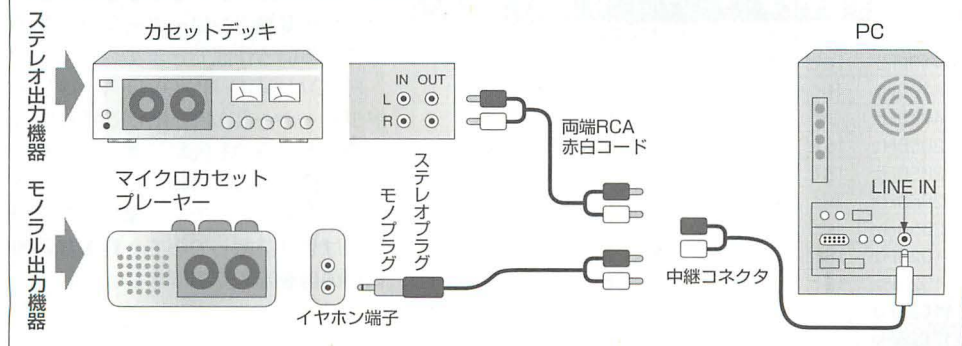 ステレオ出力機器
カセットデッキ
IN OUT
L
R
両端RCA
赤白コード
PC
LINE IN
モノラル出力機器
マイクロカセット
プレーヤー
イヤホン端子
モノプラグ
ステレオプラグ
中継コネクタ